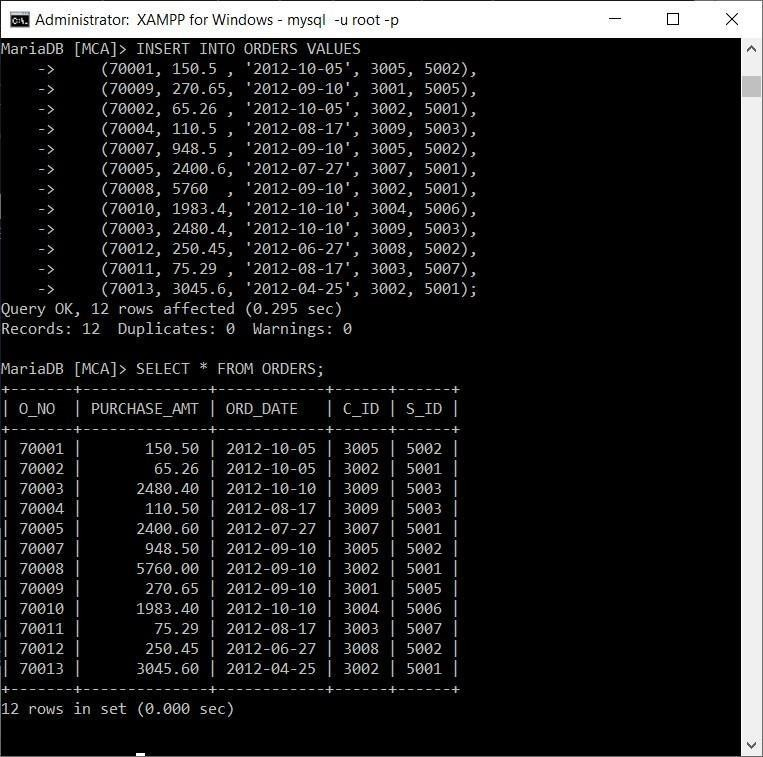 Administrator:  XAMPP for Windows - mysql  -u root -p
MariaDB [MCA]> INSERT INTO ORDERS VALUES
    ->     (70001, 150.5 , '2012-10-05', 3005, 5002),
    ->     (70009, 270.65, '2012-09-10', 3001, 5005),
    ->     (70002, 65.26 , '2012-10-05', 3002, 5001),
    ->     (70004, 110.5 , '2012-08-17', 3009, 5003),
    ->     (70007, 948.5 , '2012-09-10', 3005, 5002),
    ->     (70005, 2400.6, '2012-07-27', 3007, 5001),
    ->     (70008, 5760  , '2012-09-10', 3002, 5001),
    ->     (70010, 1983.4, '2012-10-10', 3004, 5006),
    ->     (70003, 2480.4, '2012-10-10', 3009, 5003),
    ->     (70012, 250.45, '2012-06-27', 3008, 5002),
    ->     (70011, 75.29 , '2012-08-17', 3003, 5007),
    ->     (70013, 3045.6, '2012-04-25', 3002, 5001);
Query OK, 12 rows affected (0.295 sec)
Records: 12  Duplicates: 0  Warnings: 0
MariaDB [MCA]> SELECT * FROM ORDERS;
+-------+--------------+------------+------+------+
| O_NO  | PURCHASE_AMT | ORD_DATE   | C_ID | S_ID |
+-------+--------------+------------+------+------+
| 70001 |       150.50 | 2012-10-05 | 3005 | 5002 |
| 70002 |        65.26 | 2012-10-05 | 3002 | 5001 |
| 70003 |      2480.40 | 2012-10-10 | 3009 | 5003 |
| 70004 |       110.50 | 2012-08-17 | 3009 | 5003 |
| 70005 |      2400.60 | 2012-07-27 | 3007 | 5001 |
| 70007 |       948.50 | 2012-09-10 | 3005 | 5002 |
| 70008 |      5760.00 | 2012-09-10 | 3002 | 5001 |
| 70009 |       270.65 | 2012-09-10 | 3001 | 5005 |
| 70010 |      1983.40 | 2012-10-10 | 3004 | 5006 |
| 70011 |        75.29 | 2012-08-17 | 3003 | 5007 |
| 70012 |       250.45 | 2012-06-27 | 3008 | 5002 |
| 70013 |      3045.60 | 2012-04-25 | 3002 | 5001 |
+-------+--------------+------------+------+------+
12 rows in set (0.000 sec)